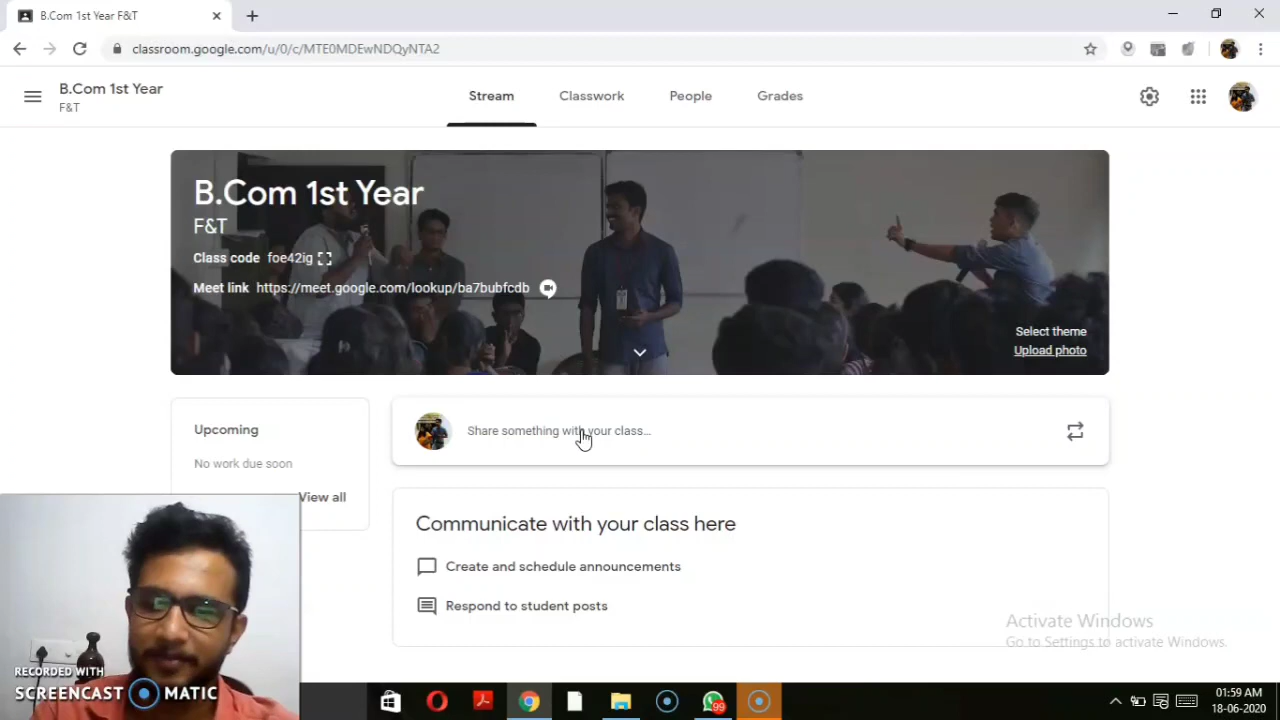 B.Com 1st Year F&T
classroom.google.com/u/0/c/MTE0MDEwNDQyNTA2
B.Com 1st Year
F&T
Stream
Classwork
People
Grades
B.Com 1st Year
F&T
Class code foe42ig
Meet link https://meet.google.com/lookup/ba7bubfcdb
Select theme
Upload photo
Upcoming
No work due soon
View all
Share something with your class...
Communicate with your class here
Create and schedule announcements
Respond to student posts
Activate Windows
Go to Settings to activate Windows.
RECORDED WITH
SCREENCAST MATIC
99
01:59 AM
18-06-2020